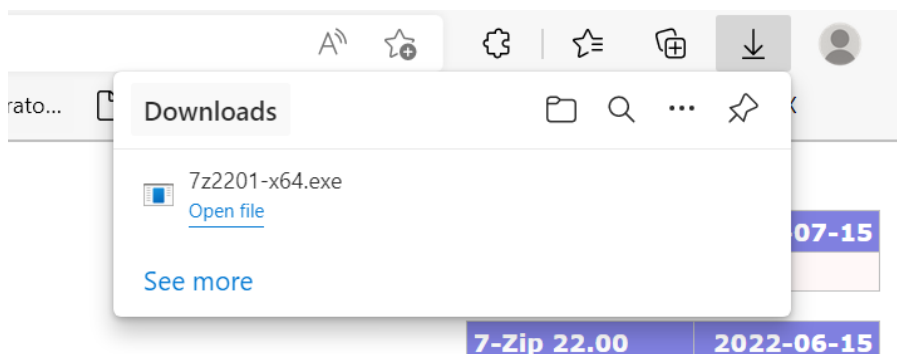 rato...
Downloads
7z2201-x64.exe
Open file
See more
07-15
7-Zip 22.00 2022-06-15